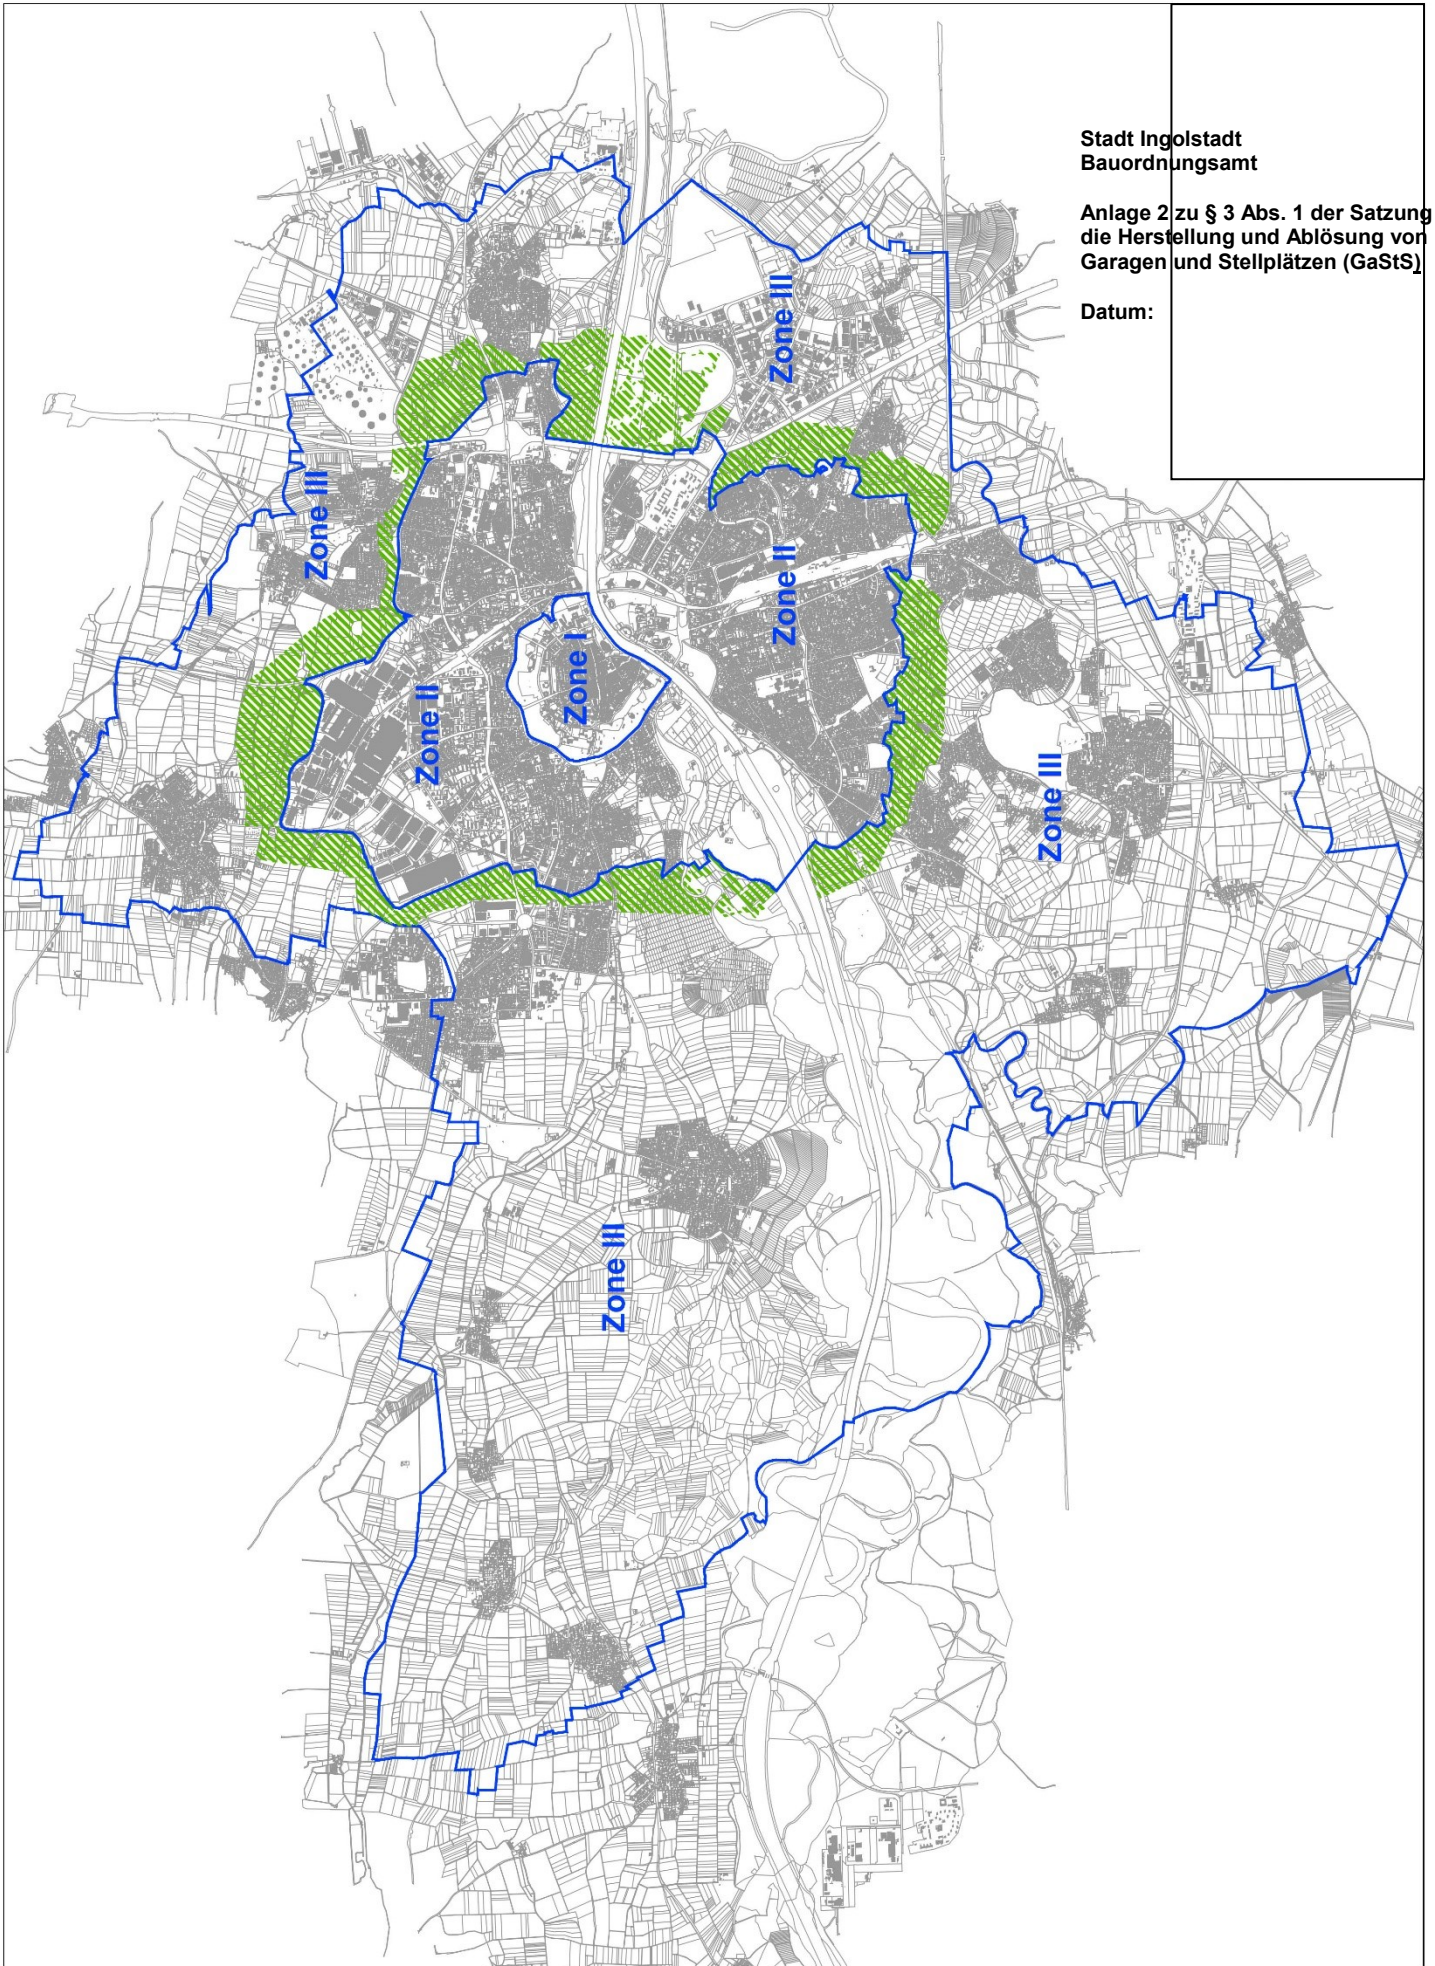 Stadt Ingolstadt
Bauordnungsamt
Anlage 2 zu § 3 Abs. 1 der Satzung
die Herstellung und Ablösung von
Garagen und Stellplätzen (GaStS)
Datum:
Zone III
Zone III
Zone II
Zone I
Zone II
Zone III
Zone III